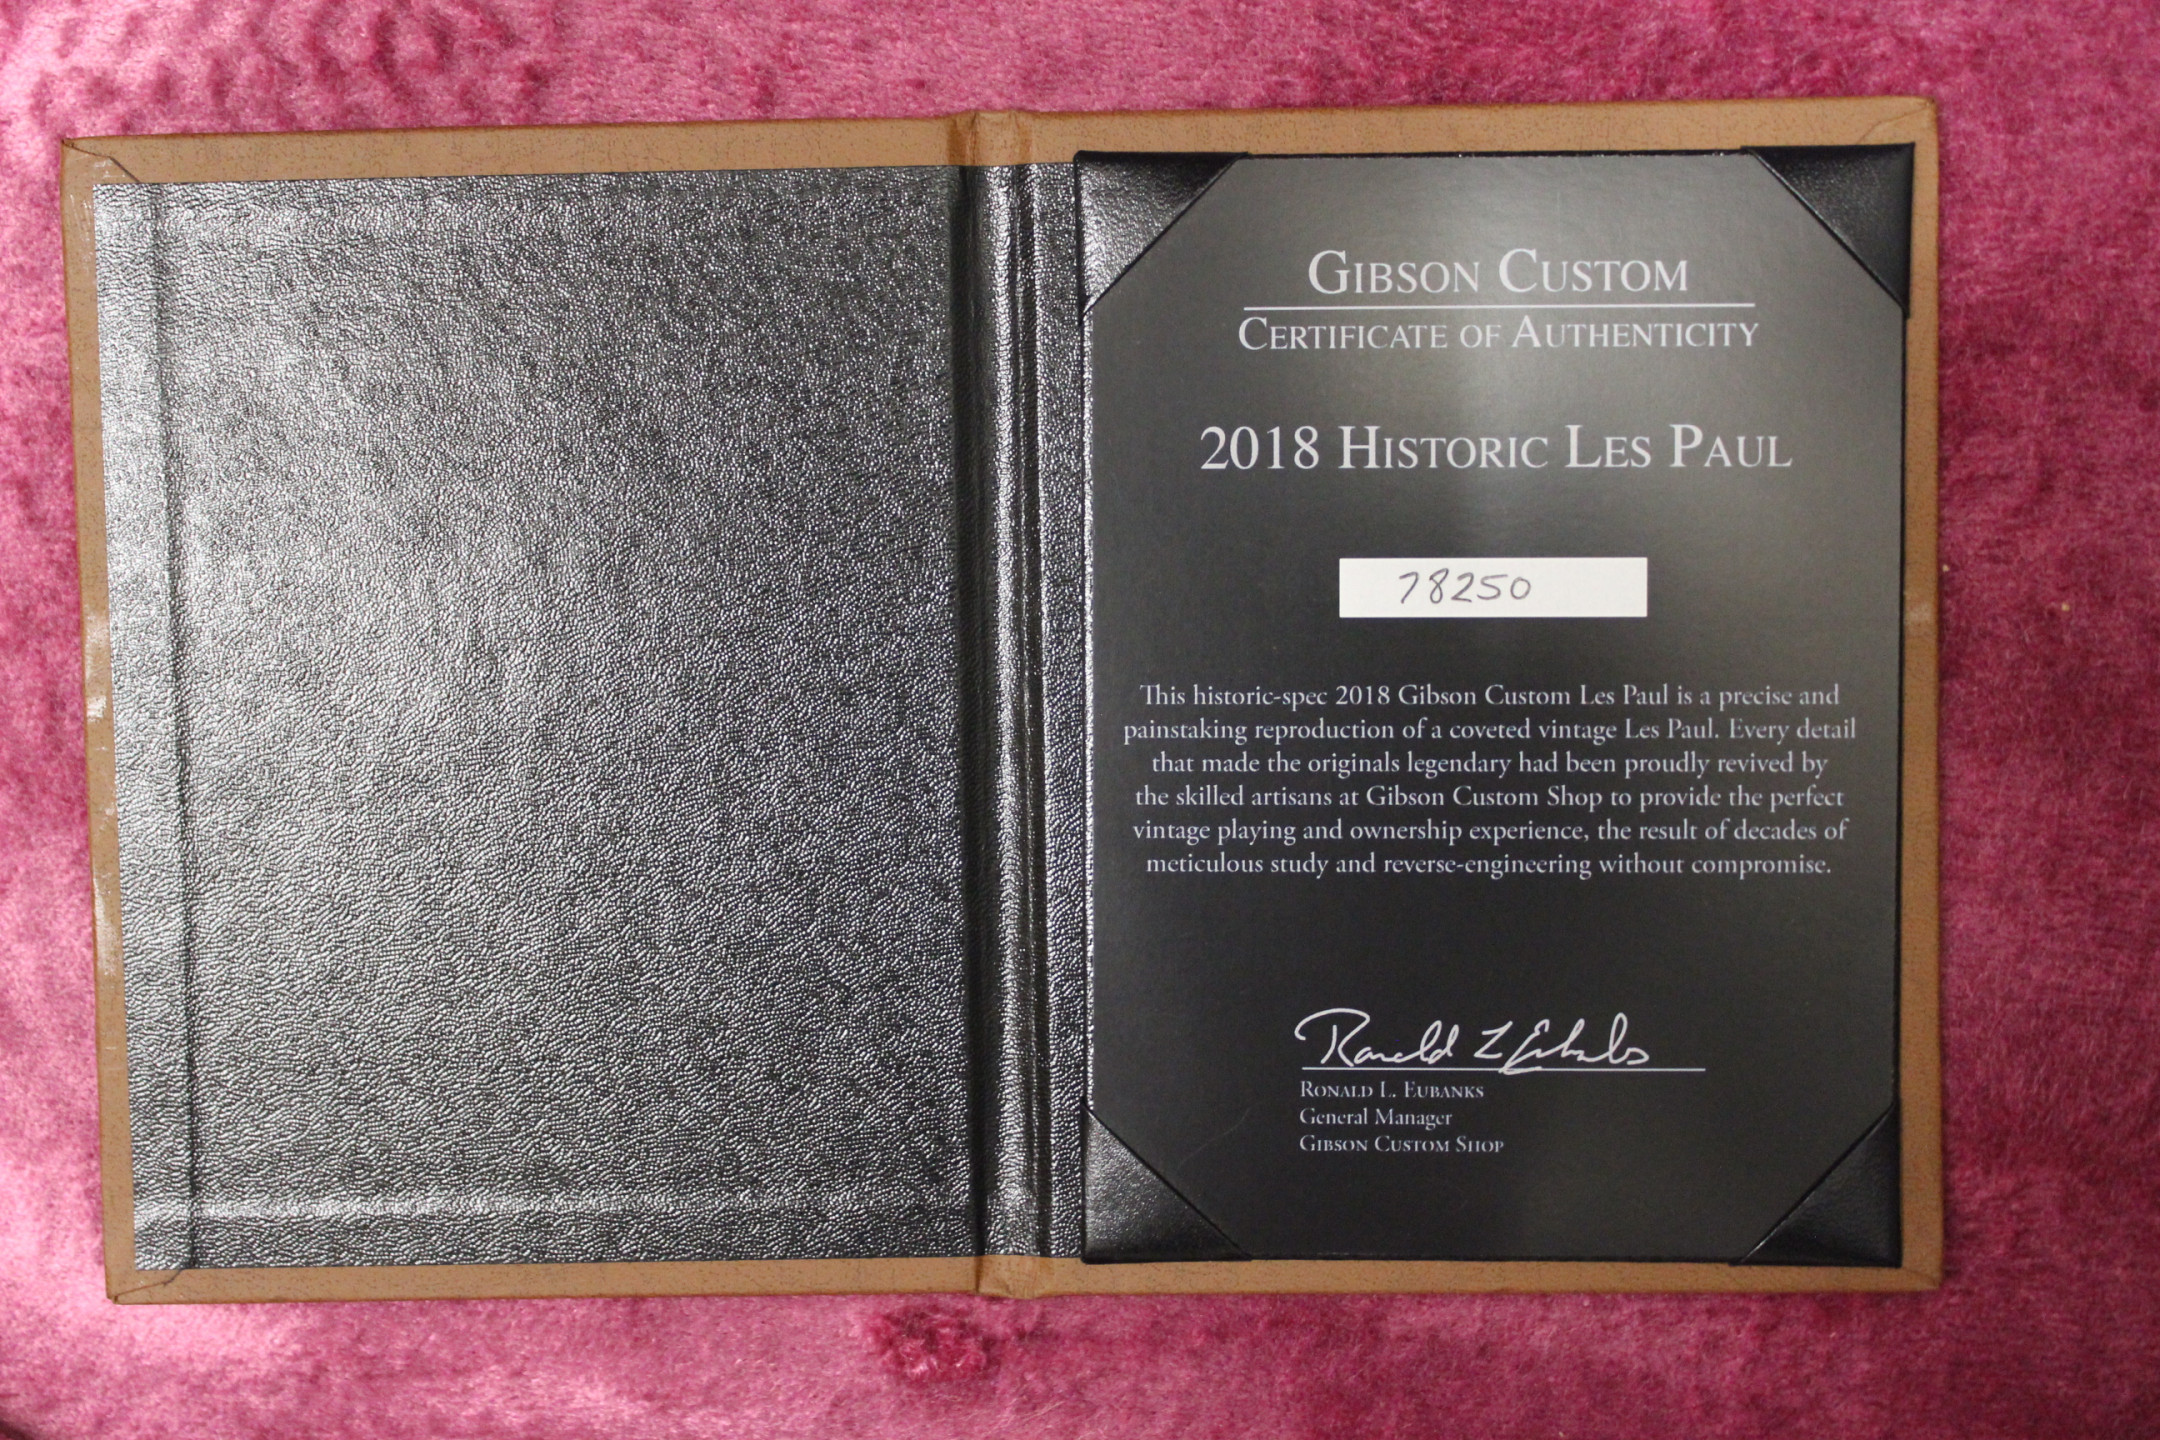 GIBSON CUSTOM
CERTIFICATE OF AUTHENTICITY
2018 HISTORIC LES PAUL
78250
This historic-spec 2018 Gibson Custom Les Paul is a precise and
painstaking reproduction of a coveted vintage Les Paul. Every detail
that made the originals legendary had been proudly revived by
the skilled artisans at Gibson Custom Shop to provide the perfect
vintage playing and ownership experience, the result of decades of
meticulous study and reverse-engineering without compromise.
Ronald L Eubanks
RONALD L. EUBANKS
General Manager
GIBSON CUSTOM SHOP